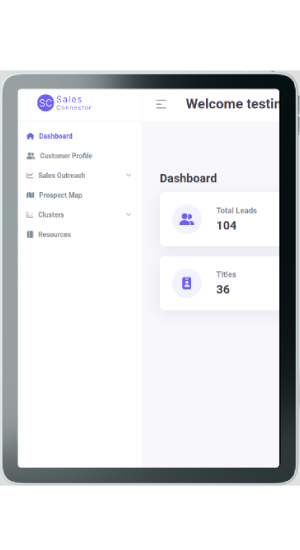 SC Sales
Connector
Welcome testin
Dashboard
Customer Profile
Sales Outreach
Prospect Map
Clusters
Resources
Dashboard
Total Leads
104
Titles
36